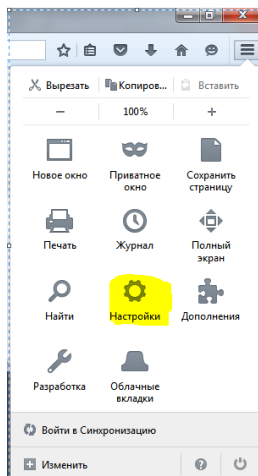 Вырезать Копиров... Вставить
− 100% +
Новое окно Приватное Сохранить
окно страницу
Печать Журнал Полный
экран
Найти Настройки Дополнения
Разработка Облачные
вкладки
Войти в Синхронизацию
Изменить